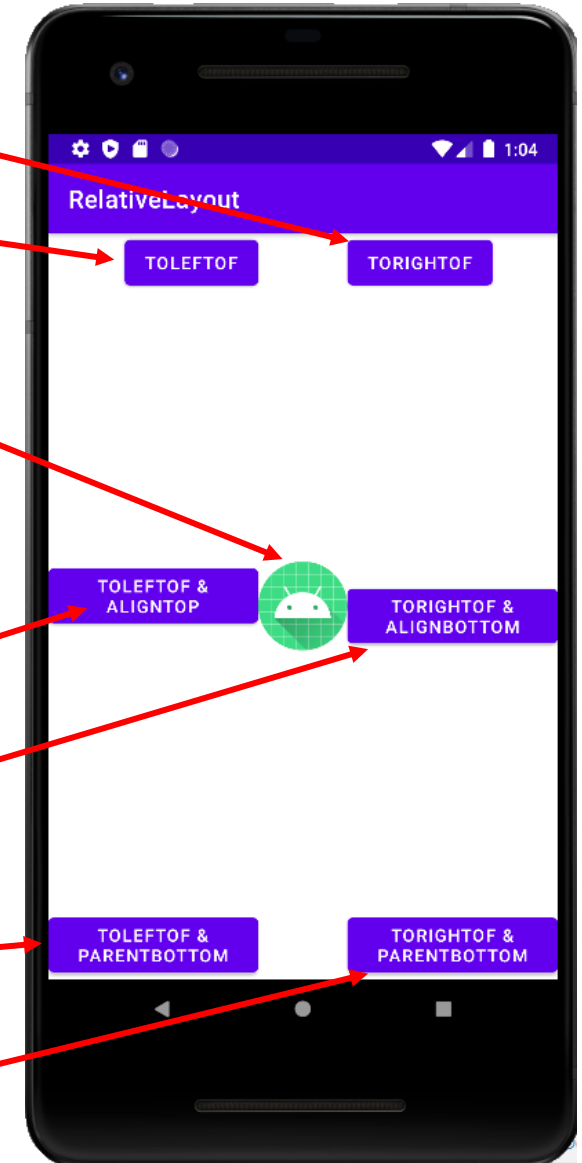 1:04
RelativeLayout
TOLEFTOF
TORIGHTOF
TOLEFTOF &
ALIGNTOP
TORIGHTOF &
ALIGNBOTTOM
TOLEFTOF &
PARENTBOTTOM
TORIGHTOF &
PARENTBOTTOM